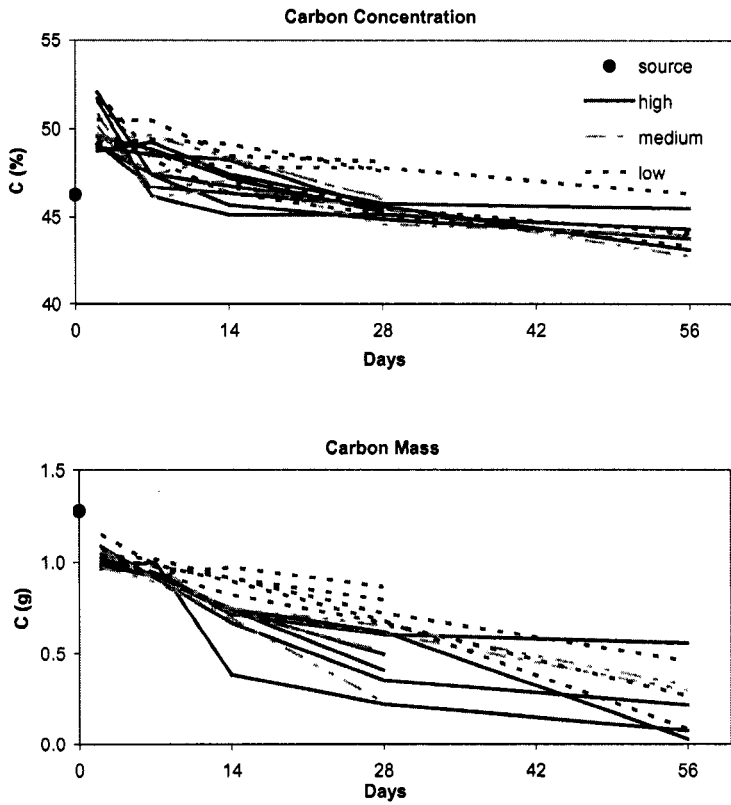 Carbon Concentration
55
50
45
40
C (%)
source
high
medium
low
0 14 28 42 56
Days
Carbon Mass
1.5
1.0
0.5
0.0
C (g)
0 14 28 42 56
Days